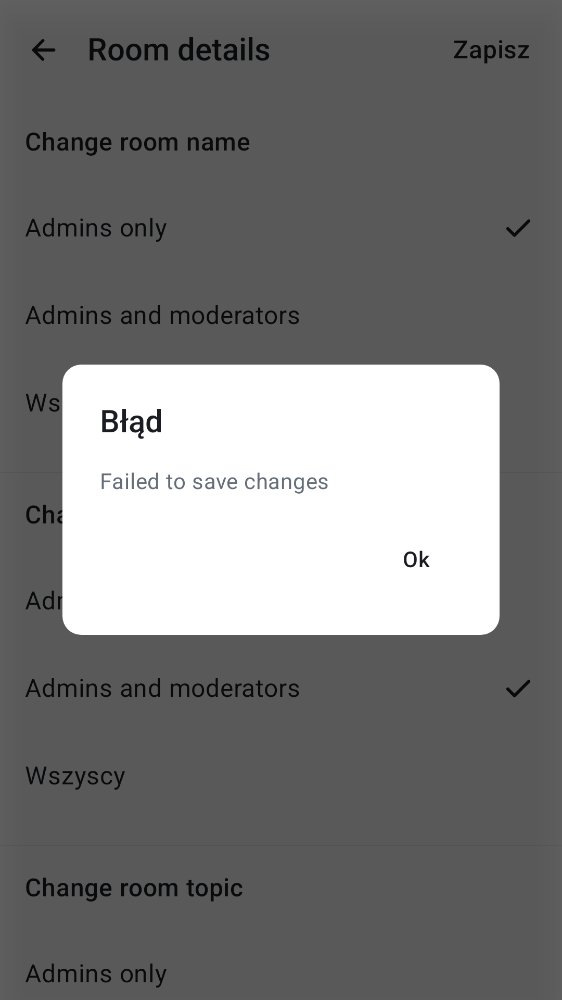 Room details
Zapisz
Change room name
Admins only
Admins and moderators
Ws
Błąd
Failed to save changes
Ok
Cha
Adr
Admins and moderators
Wszyscy
Change room topic
Admins only